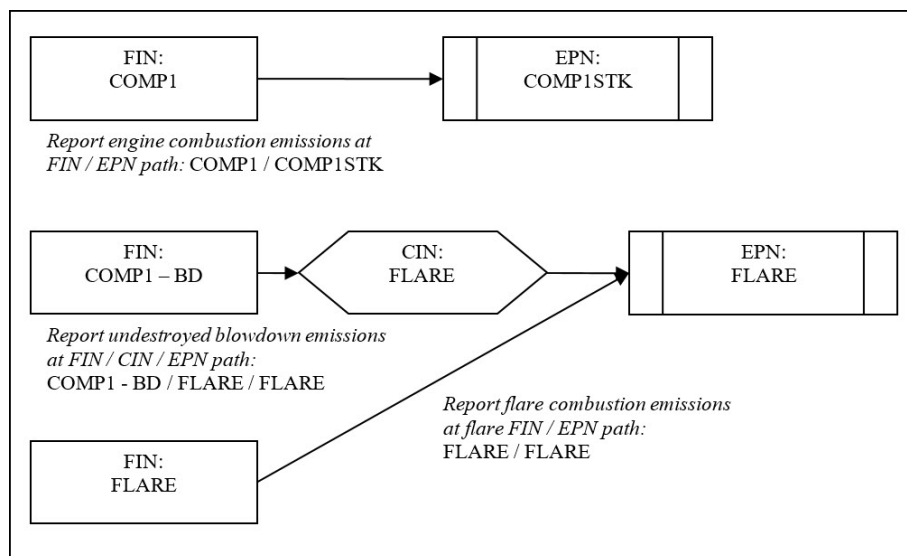 FIN:
COMP1
EPN:
COMP1STK
Report engine combustion emissions at
FIN / EPN path: COMP1 / COMP1STK
FIN:
COMP1 – BD
CIN:
FLARE
EPN:
FLARE
Report undestroyed blowdown emissions
at FIN / CIN / EPN path:
COMP1 - BD / FLARE / FLARE
Report flare combustion emissions
at flare FIN / EPN path:
FLARE / FLARE
FIN:
FLARE